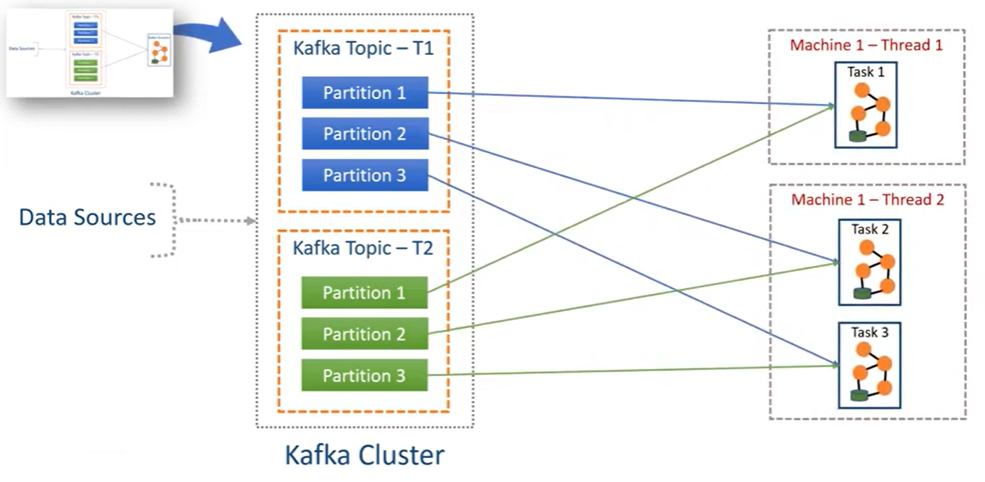 Kafka Topic – T1
Partition 1
Partition 2
Partition 3
Data Sources
Kafka Topic – T2
Partition 1
Partition 2
Partition 3
Kafka Cluster
Machine 1 – Thread 1
Task 1
Machine 1 – Thread 2
Task 2
Task 3
Data Sources
Kafka Cluster